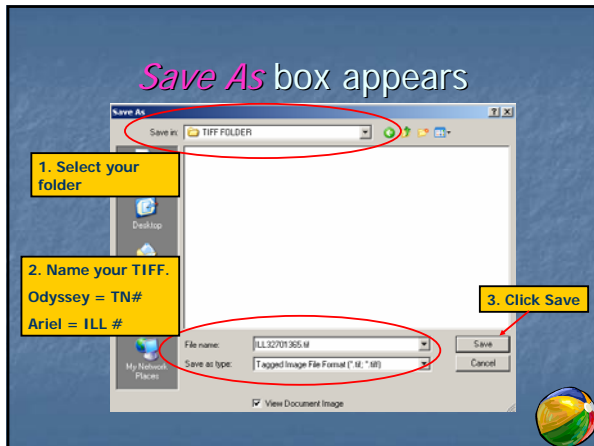 Save As box appears
Save As
Save in:
TIFF FOLDER
1. Select your
folder
Desktop
2. Name your TIFF.
Odyssey = TN#
Ariel = ILL #
3. Click Save
File name:
ILL32701365.tif
Save
Save as type:
Tagged Image File Format (*.tif; *.tiff)
Cancel
My Network
Places
View Document Image